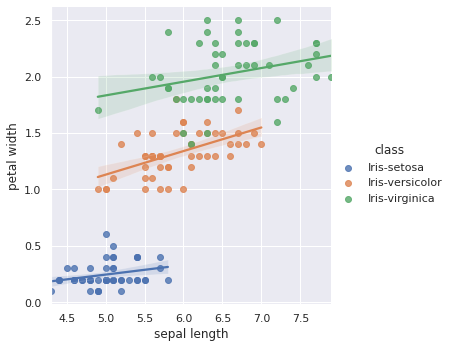 2.5
2.0
1.5
1.0
0.5
0.0
petal width
4.5 5.0 5.5 6.0 6.5 7.0 7.5
sepal length
class
Iris-setosa
Iris-versicolor
Iris-virginica